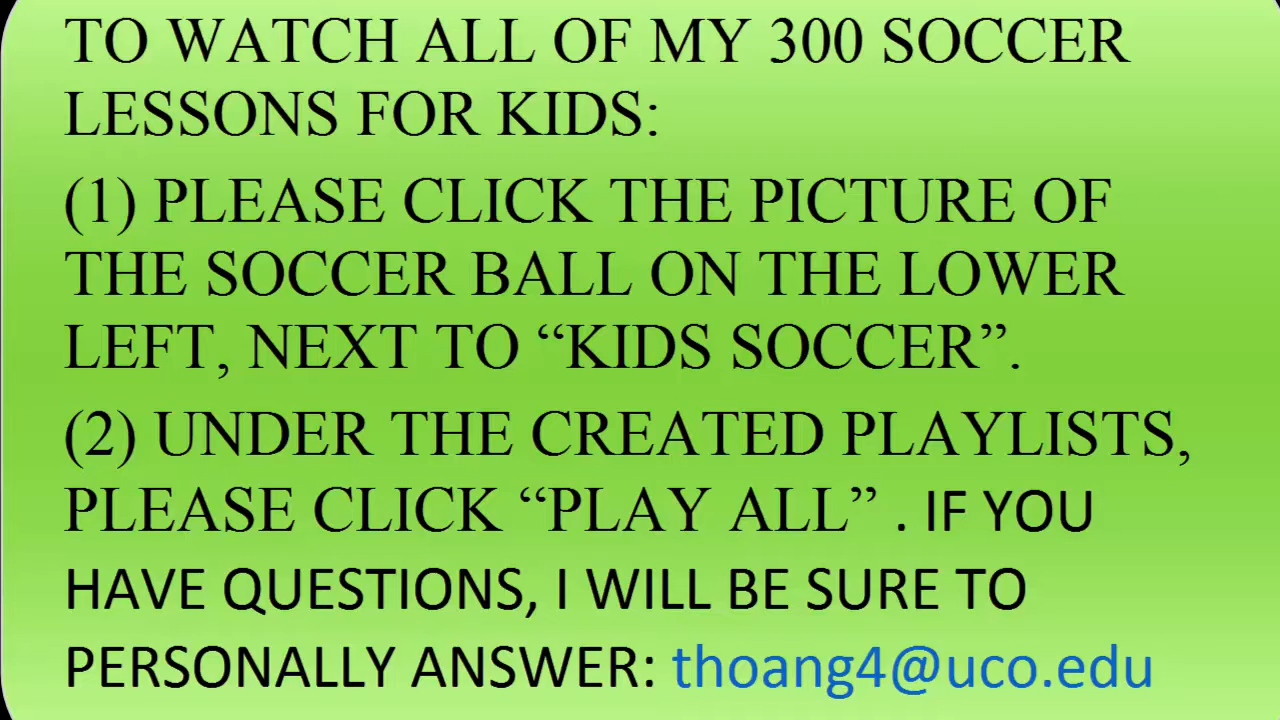 TO WATCH ALL OF MY 300 SOCCER
LESSONS FOR KIDS:
(1) PLEASE CLICK THE PICTURE OF
THE SOCCER BALL ON THE LOWER
LEFT, NEXT TO “KIDS SOCCER”.
(2) UNDER THE CREATED PLAYLISTS,
PLEASE CLICK “PLAY ALL” . IF YOU
HAVE QUESTIONS, I WILL BE SURE TO
PERSONALLY ANSWER: thoang4@uco.edu